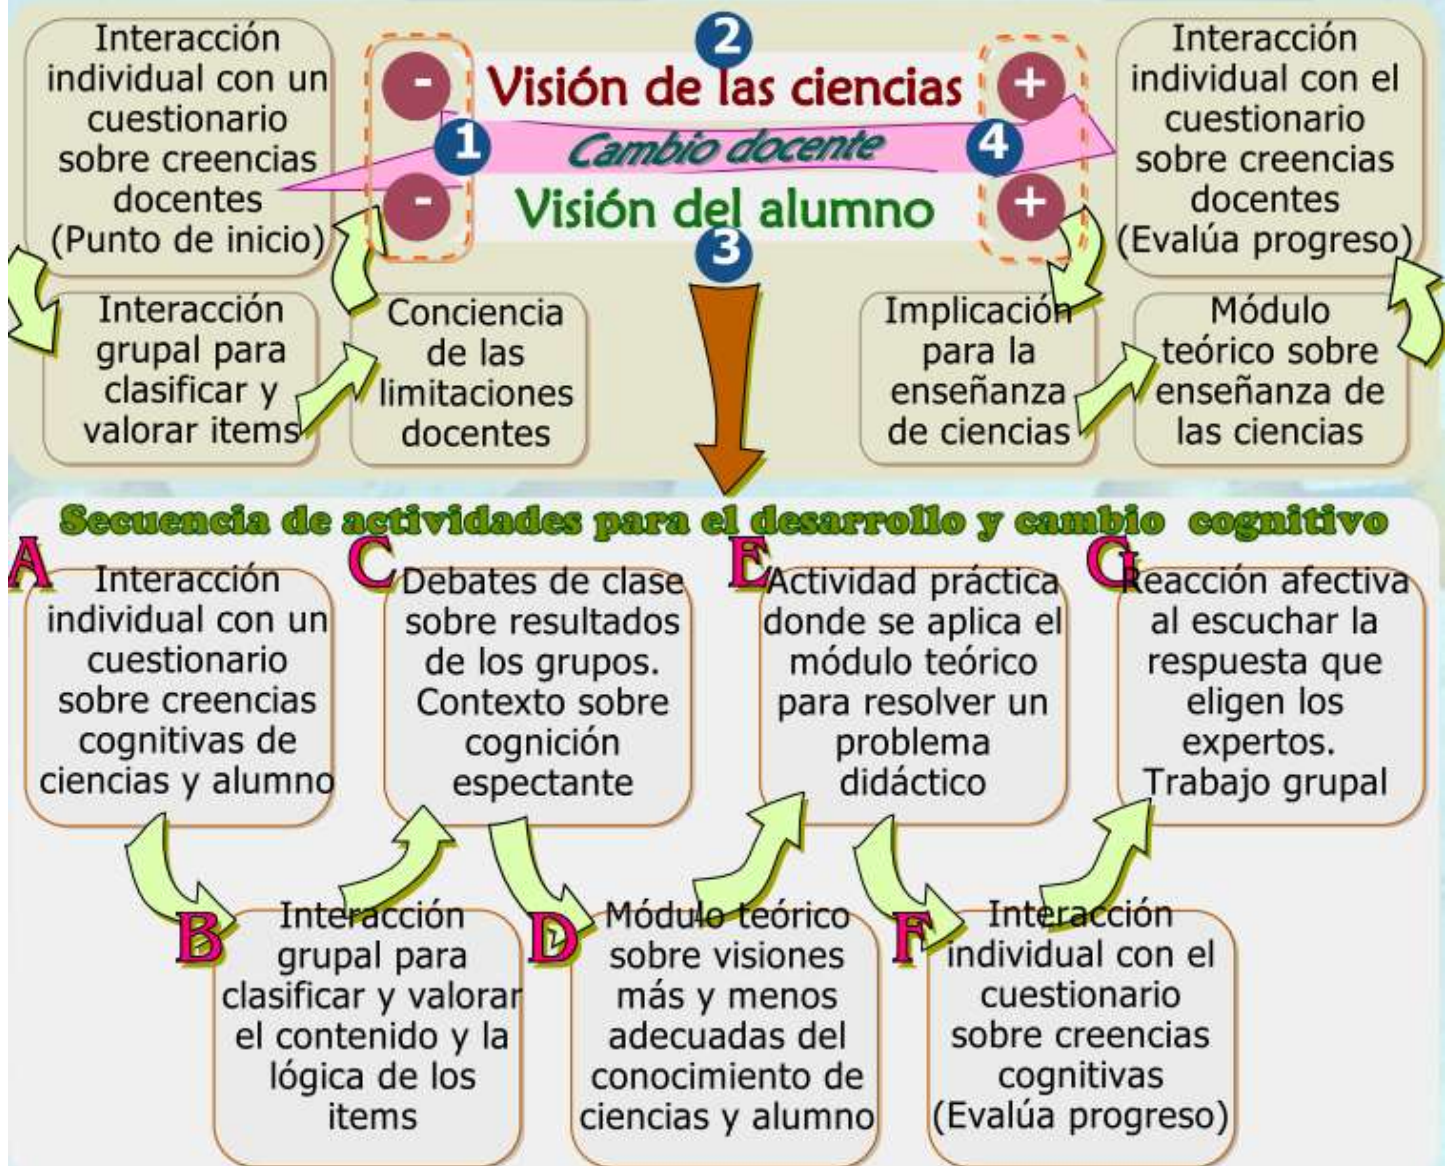 Interacción
individual con un
cuestionario
sobre creencias
docentes
(Punto de inicio)
Interacción
grupal para
clasificar y
valorar items
Conciencia
de las
limitaciones
docentes
-
-
1
2
Visión de las ciencias
Cambio docente
Visión del alumno
3
4
+
+
Implicación
para la
enseñanza
de ciencias
Módulo
teórico sobre
enseñanza de
las ciencias
Interacción
individual con el
cuestionario
sobre creencias
docentes
(Evalúa progreso)
Secuencia de actividades para el desarrollo y cambio cognitivo
A
Interacción
individual con un
cuestionario
sobre creencias
cognitivas de
ciencias y alumno
B
Interacción
grupal para
clasificar y valorar
el contenido y la
lógica de los
items
C
Debates de clase
sobre resultados
de los grupos.
Contexto sobre
cognición
espectante
D
Módulo teórico
sobre visiones
más y menos
adecuadas del
conocimiento de
ciencias y alumno
E
Actividad práctica
donde se aplica el
módulo teórico
para resolver un
problema
didáctico
F
Interacción
individual con el
cuestionario
sobre creencias
cognitivas
(Evalúa progreso)
G
Reacción afectiva
al escuchar la
respuesta que
eligen los
expertos.
Trabajo grupal